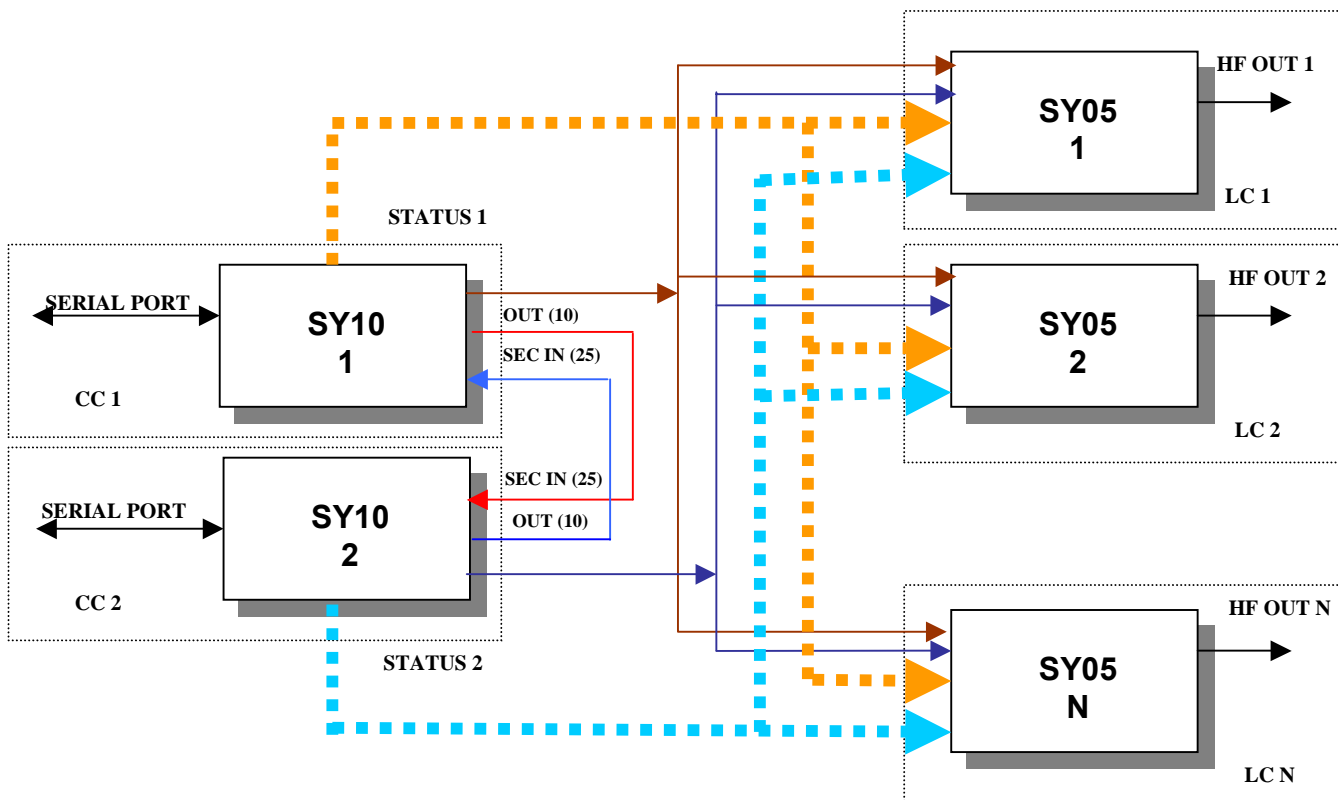 HF OUT 1
SY05
1
LC 1
STATUS 1
SERIAL PORT
SY10
1
OUT (10)
SEC IN (25)
CC 1
HF OUT 2
SY05
2
LC 2
SERIAL PORT
SY10
2
SEC IN (25)
OUT (10)
CC 2
STATUS 2
HF OUT N
SY05
N
LC N